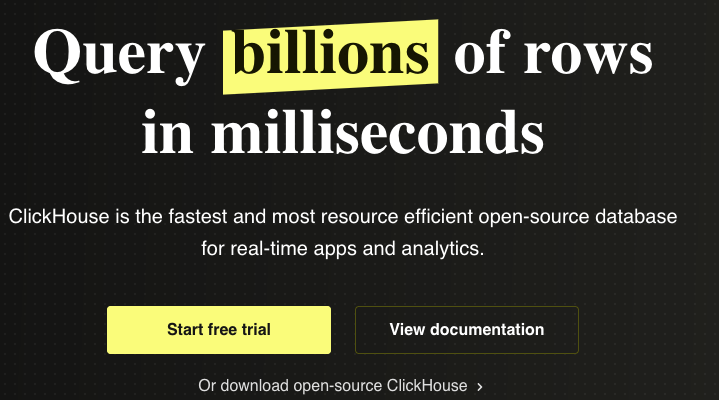 Query billions of rows
in milliseconds
ClickHouse is the fastest and most resource efficient open-source database
for real-time apps and analytics.
Start free trial
View documentation
Or download open-source ClickHouse